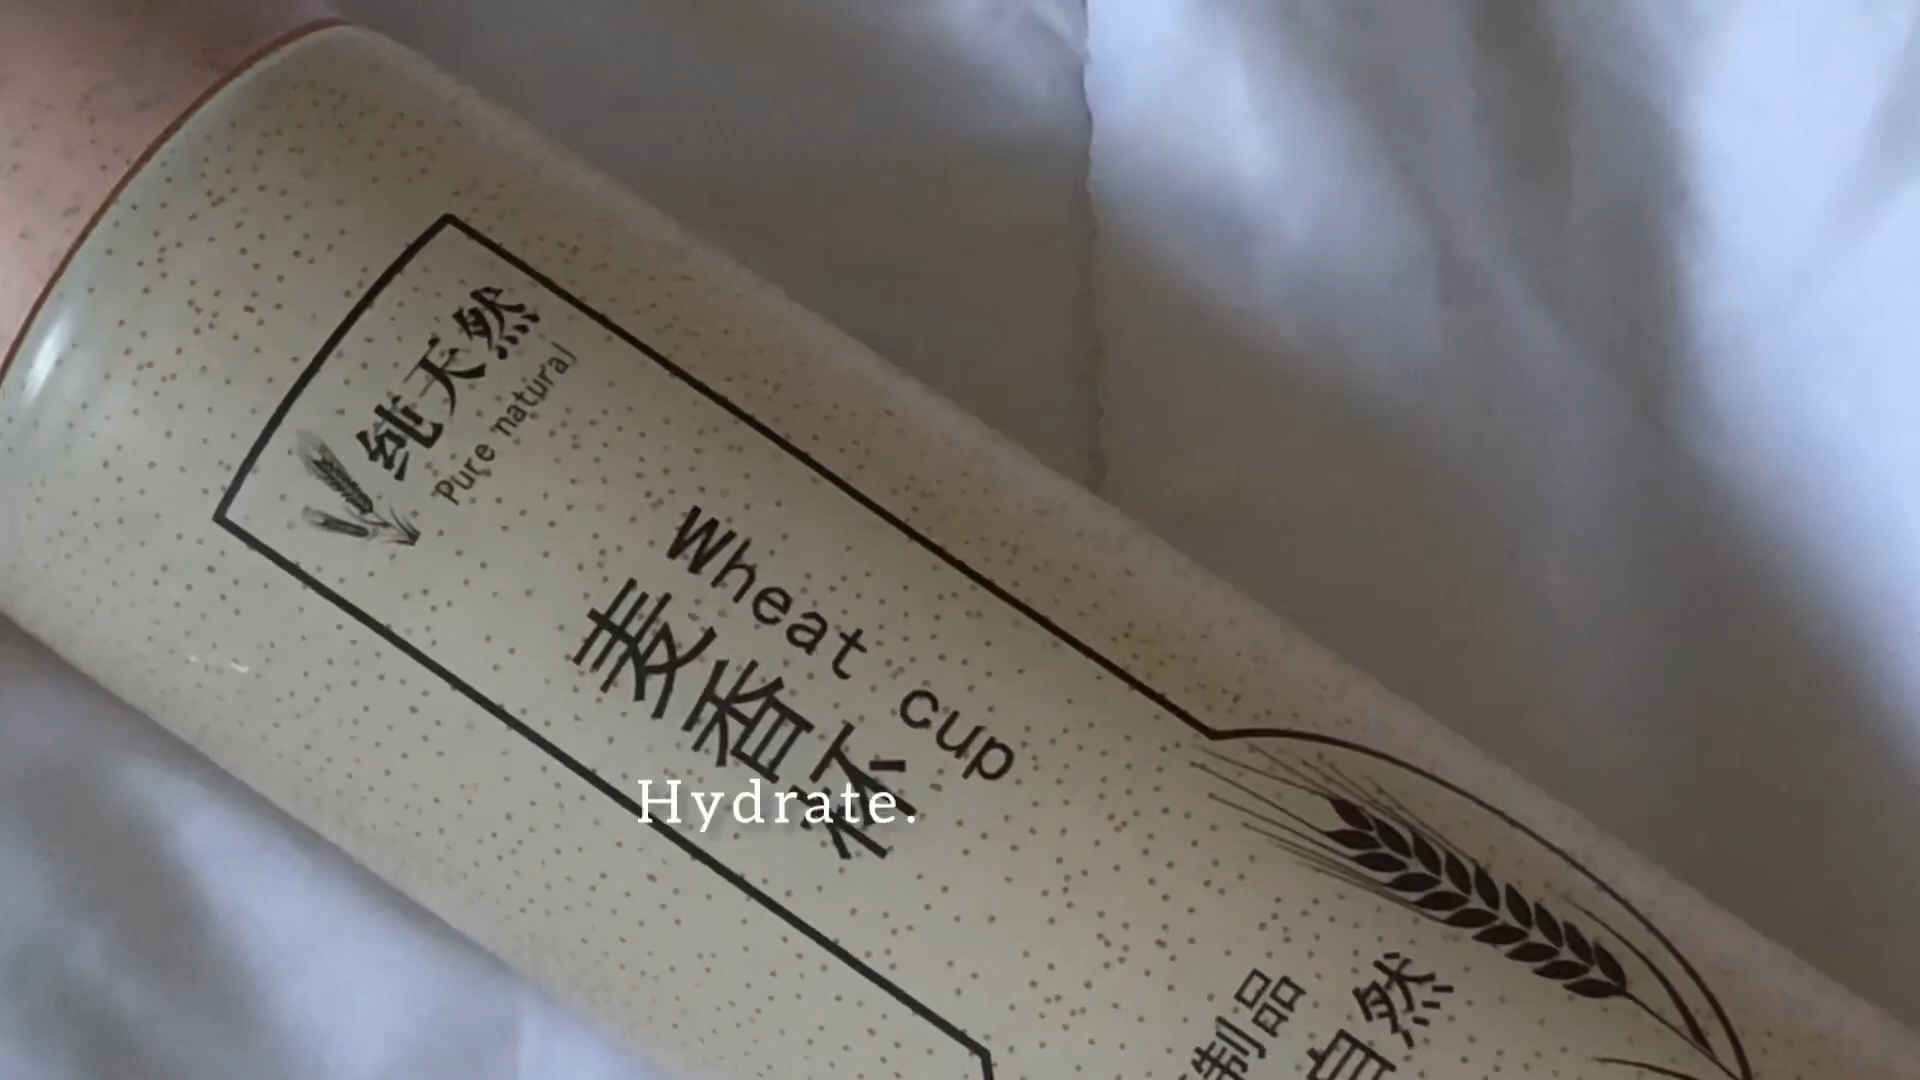 纯天然
Pure natural
Wheat cup
麦香杯
Hydrate.
制品
自然